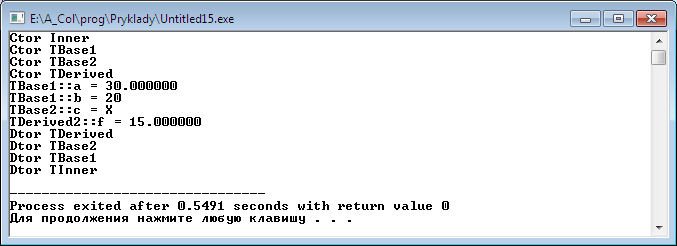 E:\A_Col\prog\Pryklady\Untitled15.exe
Ctor Inner
Ctor TBase1
Ctor TBase2
Ctor TDerived
TBase1::a = 30.000000
TBase1::b = 20
TBase2::c = X
TDerived2::f = 15.000000
Dtor TDerived
Dtor TBase2
Dtor TBase1
Dtor TInner
--------------------------------
Process exited after 0.5491 seconds with return value 0
Для продолжения нажмите любую клавишу . . .